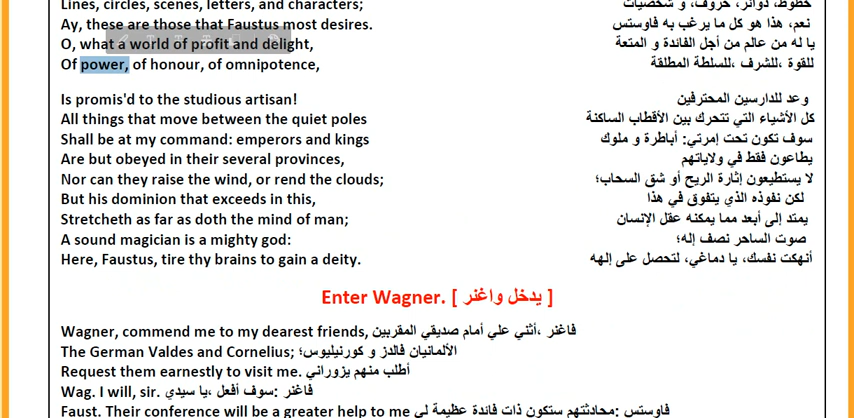 Lines, circles, scenes, letters, and characters; خطوط، دوائر، حروف، و شخصيات
Ay, these are those that Faustus most desires. نعم، هذا هو كل ما يرغب به فاوستس
O, what a world of profit and delight, يا له من عالم من أجل الفائدة و المتعة
Of power, of honour, of omnipotence, للقوة ،للشرف ،للسلطة المطلقة
Is promis'd to the studious artisan! وعد للدارسين المحترفين
All things that move between the quiet poles كل الأشياء التي تتحرك بين الأقطاب الساكنة
Shall be at my command: emperors and kings سوف تكون تحت إمرتي: أباطرة و ملوك
Are but obeyed in their several provinces, يطاعون فقط في ولاياتهم
Nor can they raise the wind, or rend the clouds; لا يستطيعون إثارة الريح أو شق السحاب؛
But his dominion that exceeds in this, لكن نفوذه الذي يتفوق في هذا
Stretcheth as far as doth the mind of man; يمتد إلى أبعد مما يمكنه عقل الإنسان
A sound magician is a mighty god: صوت الساحر نصف إله؛
Here, Faustus, tire thy brains to gain a deity. أنهكت نفسك، يا دماغي، لتحصل على إلهه
Enter Wagner. [ يدخل واغنر ]
Wagner, commend me to my dearest friends, فاغنر ،أثني علي أمام صديقي المقربين
The German Valdes and Cornelius; الألمانيان فالدز و كورنيليوس؛
Request them earnestly to visit me. أطلب منهم يزوراني
Wag. I will, sir. فاغنر :سوف أفعل ،يا سيدي
Faust. Their conference will be a greater help to me فاوستس :محادثتهم ستكون ذات فائدة عظيمة لي